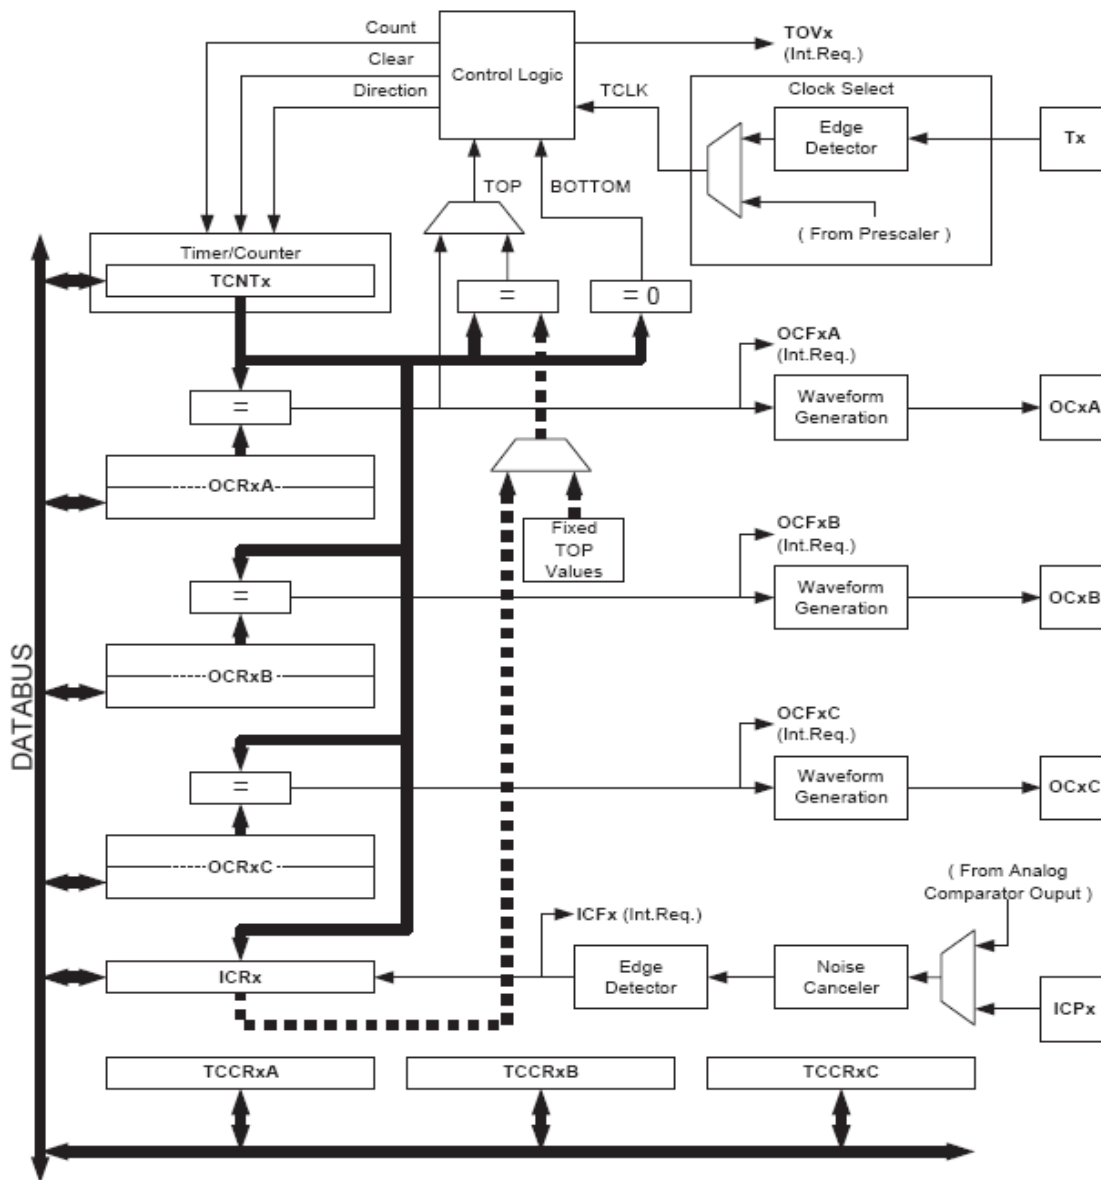 Count
Clear
Direction
Control Logic
TOVx
(Int.Req.)
TCLK
Clock Select
Edge
Detector
Tx
( From Prescaler )
TOP
BOTTOM
Timer/Counter
TCNTx
=
= 0
=
OCFxA
(Int.Req.)
Waveform
Generation
OCxA
OCRxA
Fixed
TOP
Values
OCFxB
(Int.Req.)
=
Waveform
Generation
OCxB
OCRxB
DATABUS
OCFxC
(Int.Req.)
=
Waveform
Generation
OCxC
OCRxC
( From Analog
Comparator Ouput )
ICFx (Int.Req.)
ICRx
Edge
Detector
Noise
Canceler
ICPx
TCCRxA
TCCRxB
TCCRxC